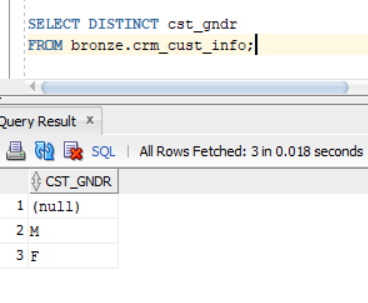 SELECT DISTINCT cst_gndr
FROM bronze.crm_cust_info;
Query Result x
SQL | All Rows Fetched: 3 in 0.018 seconds
CST_GNDR
1 (null)
2 M
3 F